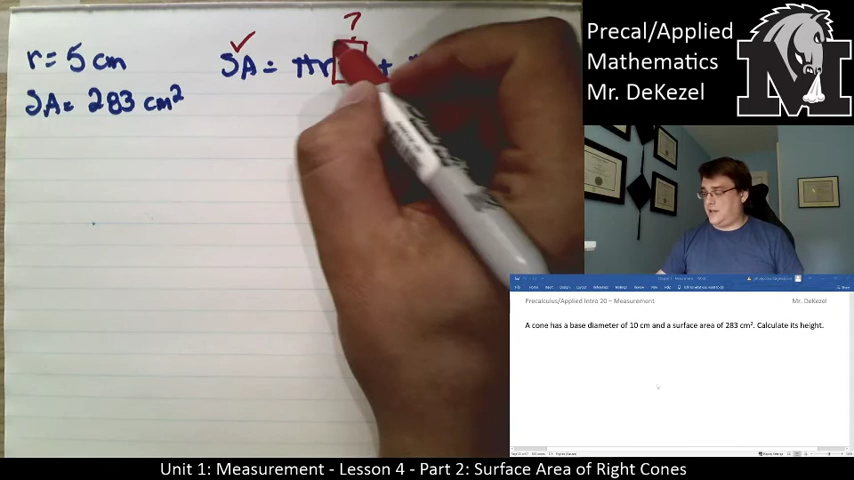 r = 5 cm
SA = 283 cm²
?
SA = πr
+
Precal/Applied
Mathematics
Mr. DeKezel
M
Precalculus/Applied Intro 20 – Measurement
Mr. DeKezel
A cone has a base diameter of 10 cm and a surface area of 283 cm². Calculate its height.
Unit 1: Measurement - Lesson 4 - Part 2: Surface Area of Right Cones